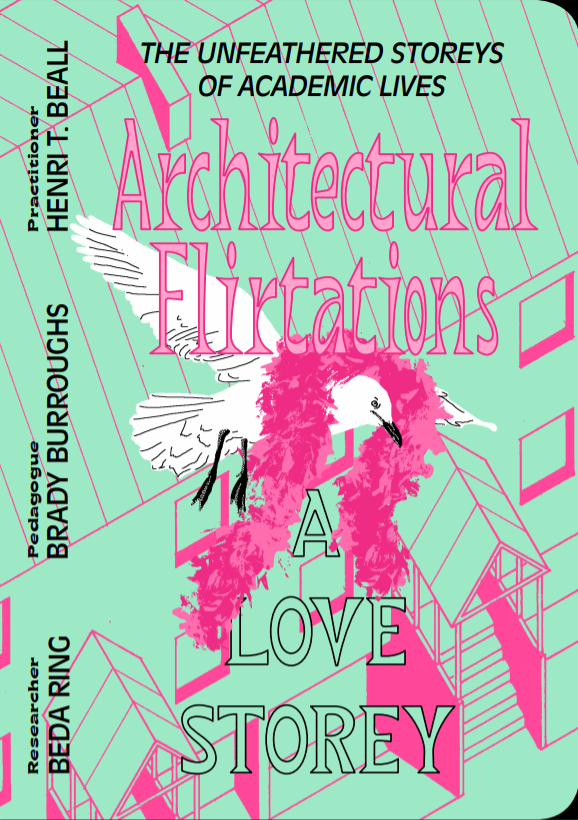 THE UNFEATHERED STOREYS
OF ACADEMIC LIVES
Architectural
Flirtations
A
LOVE
STOREY
Practitioner
HENRI T. BEALL
Pedagogue
BRADY BURROUGHS
Researcher
BEDA RING